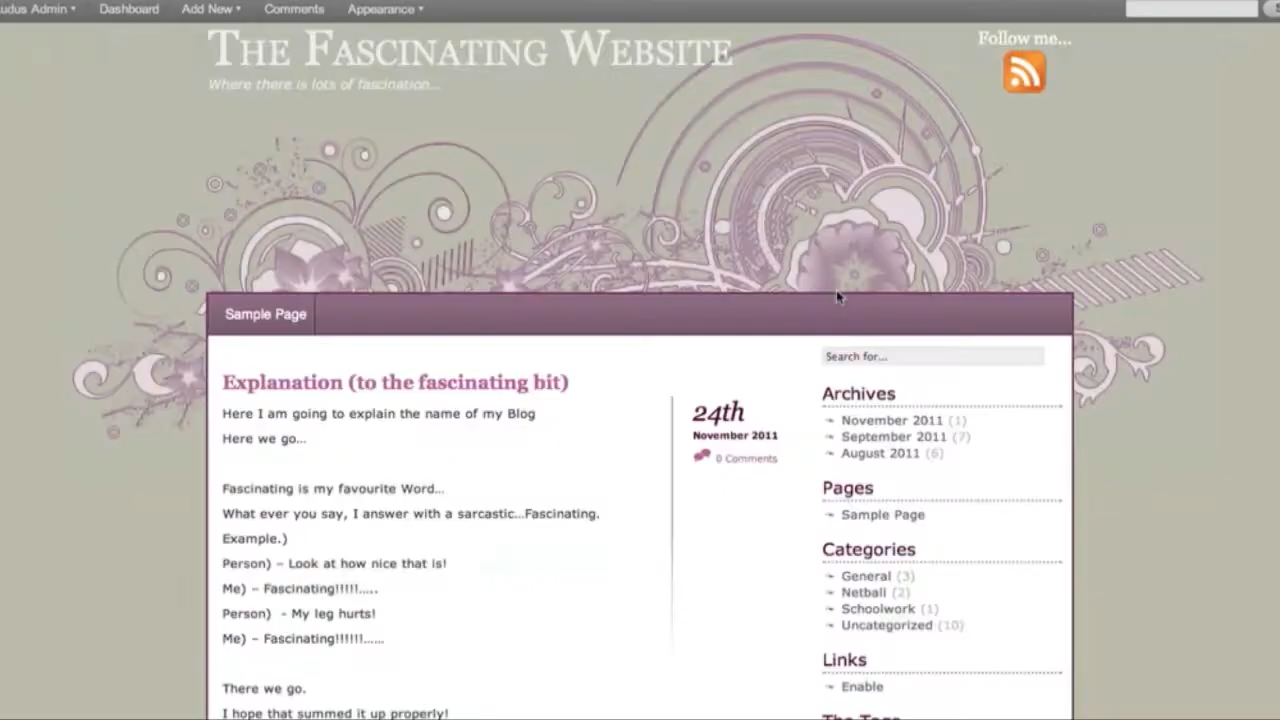 udus Admin
Dashboard
Add New
Comments
Appearance
The Fascinating Website
Where there is lots of fascination...
Follow me...
Sample Page
Explanation (to the fascinating bit)
Here I am going to explain the name of my Blog
Here we go...
Fascinating is my favourite Word...
What ever you say, I answer with a sarcastic...Fascinating.
Example.)
Person) – Look at how nice that is!
Me) – Fascinating!!!!!.....
Person)  - My leg hurts!
Me) – Fascinating!!!!!!......
There we go.
I hope that summed it up properly!
24th
November 2011
0 Comments
Search for...
Archives
November 2011 (1)
September 2011 (7)
August 2011 (6)
Pages
Sample Page
Categories
General (3)
Netball (2)
Schoolwork (1)
Uncategorized (10)
Links
Enable
The Tags